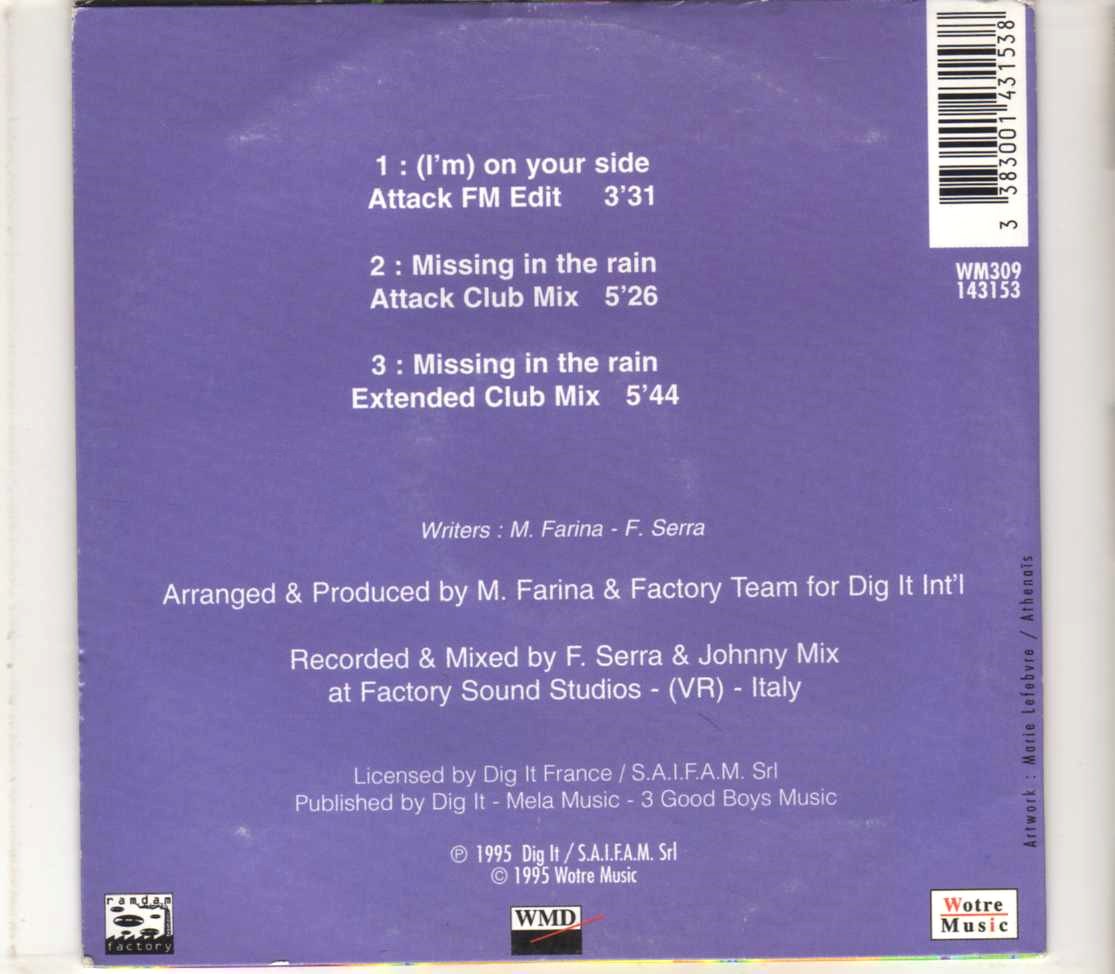 1 : (I'm) on your side
Attack FM Edit 3'31
2 : Missing in the rain
Attack Club Mix 5'26
3 : Missing in the rain
Extended Club Mix 5'44
Writers : M. Farina - F. Serra
Arranged & Produced by M. Farina & Factory Team for Dig It Int'l
Recorded & Mixed by F. Serra & Johnny Mix
at Factory Sound Studios - (VR) - Italy
Licensed by Dig It France / S.A.I.F.A.M. Srl
Published by Dig It - Mela Music - 3 Good Boys Music
℗ 1995 Dig It / S.A.I.F.A.M. Srl
© 1995 Wotre Music
3 383001 431538
WM309
143153
Artwork : Marie Lefebvre / Athenaïs
ramdam
factory
WMD
Wotre
Music